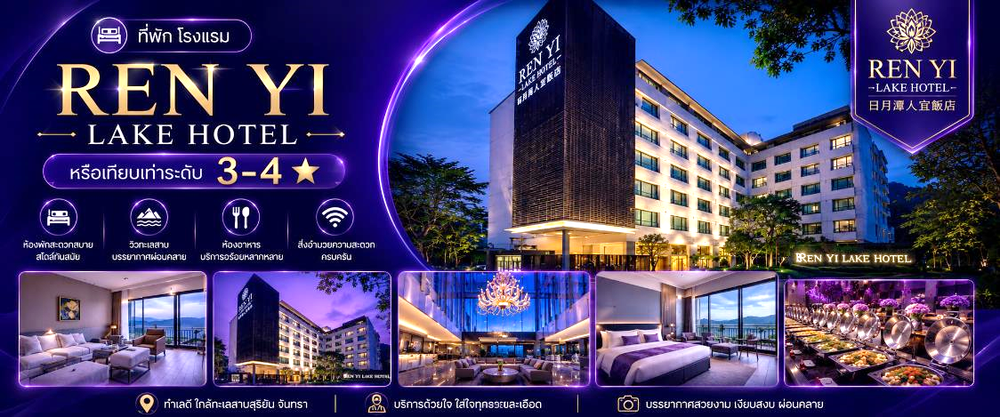 ที่พัก โรงแรม
REN YI
LAKE HOTEL
หรือเทียบเท่าระดับ 3-4
ห้องพักสะดวกสบาย
สไตล์ทันสมัย
วิวทะเลสาบ
บรรยากาศผ่อนคลาย
ห้องอาหาร
บริการอร่อยหลากหลาย
สิ่งอำนวยความสะดวก
ครบครัน
REN YI
LAKE HOTEL
日月潭人宜飯店
REN YI
LAKE HOTEL
日月潭人宜飯店
REN YI LAKE HOTEL
REN YI
REN YI LAKE HOTEL
ทำเลดี ใกล้ทะเลสาบสุริยัน จันทรา
บริการด้วยใจ ใส่ใจทุกรายละเอียด
บรรยากาศสวยงาม เงียบสงบ ผ่อนคลาย